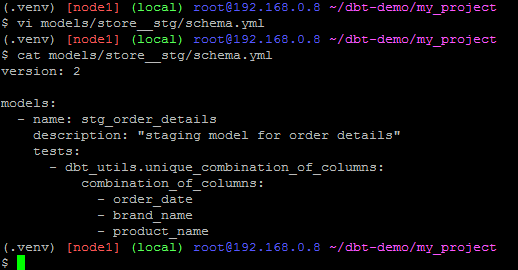 (.venv) [node1] (local) root@192.168.0.8 ~/dbt-demo/my_project
$ vi models/store__stg/schema.yml
(.venv) [node1] (local) root@192.168.0.8 ~/dbt-demo/my_project
$ cat models/store__stg/schema.yml
version: 2

models:
  - name: stg_order_details
    description: "staging model for order details"
    tests:
      - dbt_utils.unique_combination_of_columns:
          combination_of_columns:
            - order_date
            - brand_name
            - product_name
(.venv) [node1] (local) root@192.168.0.8 ~/dbt-demo/my_project
$